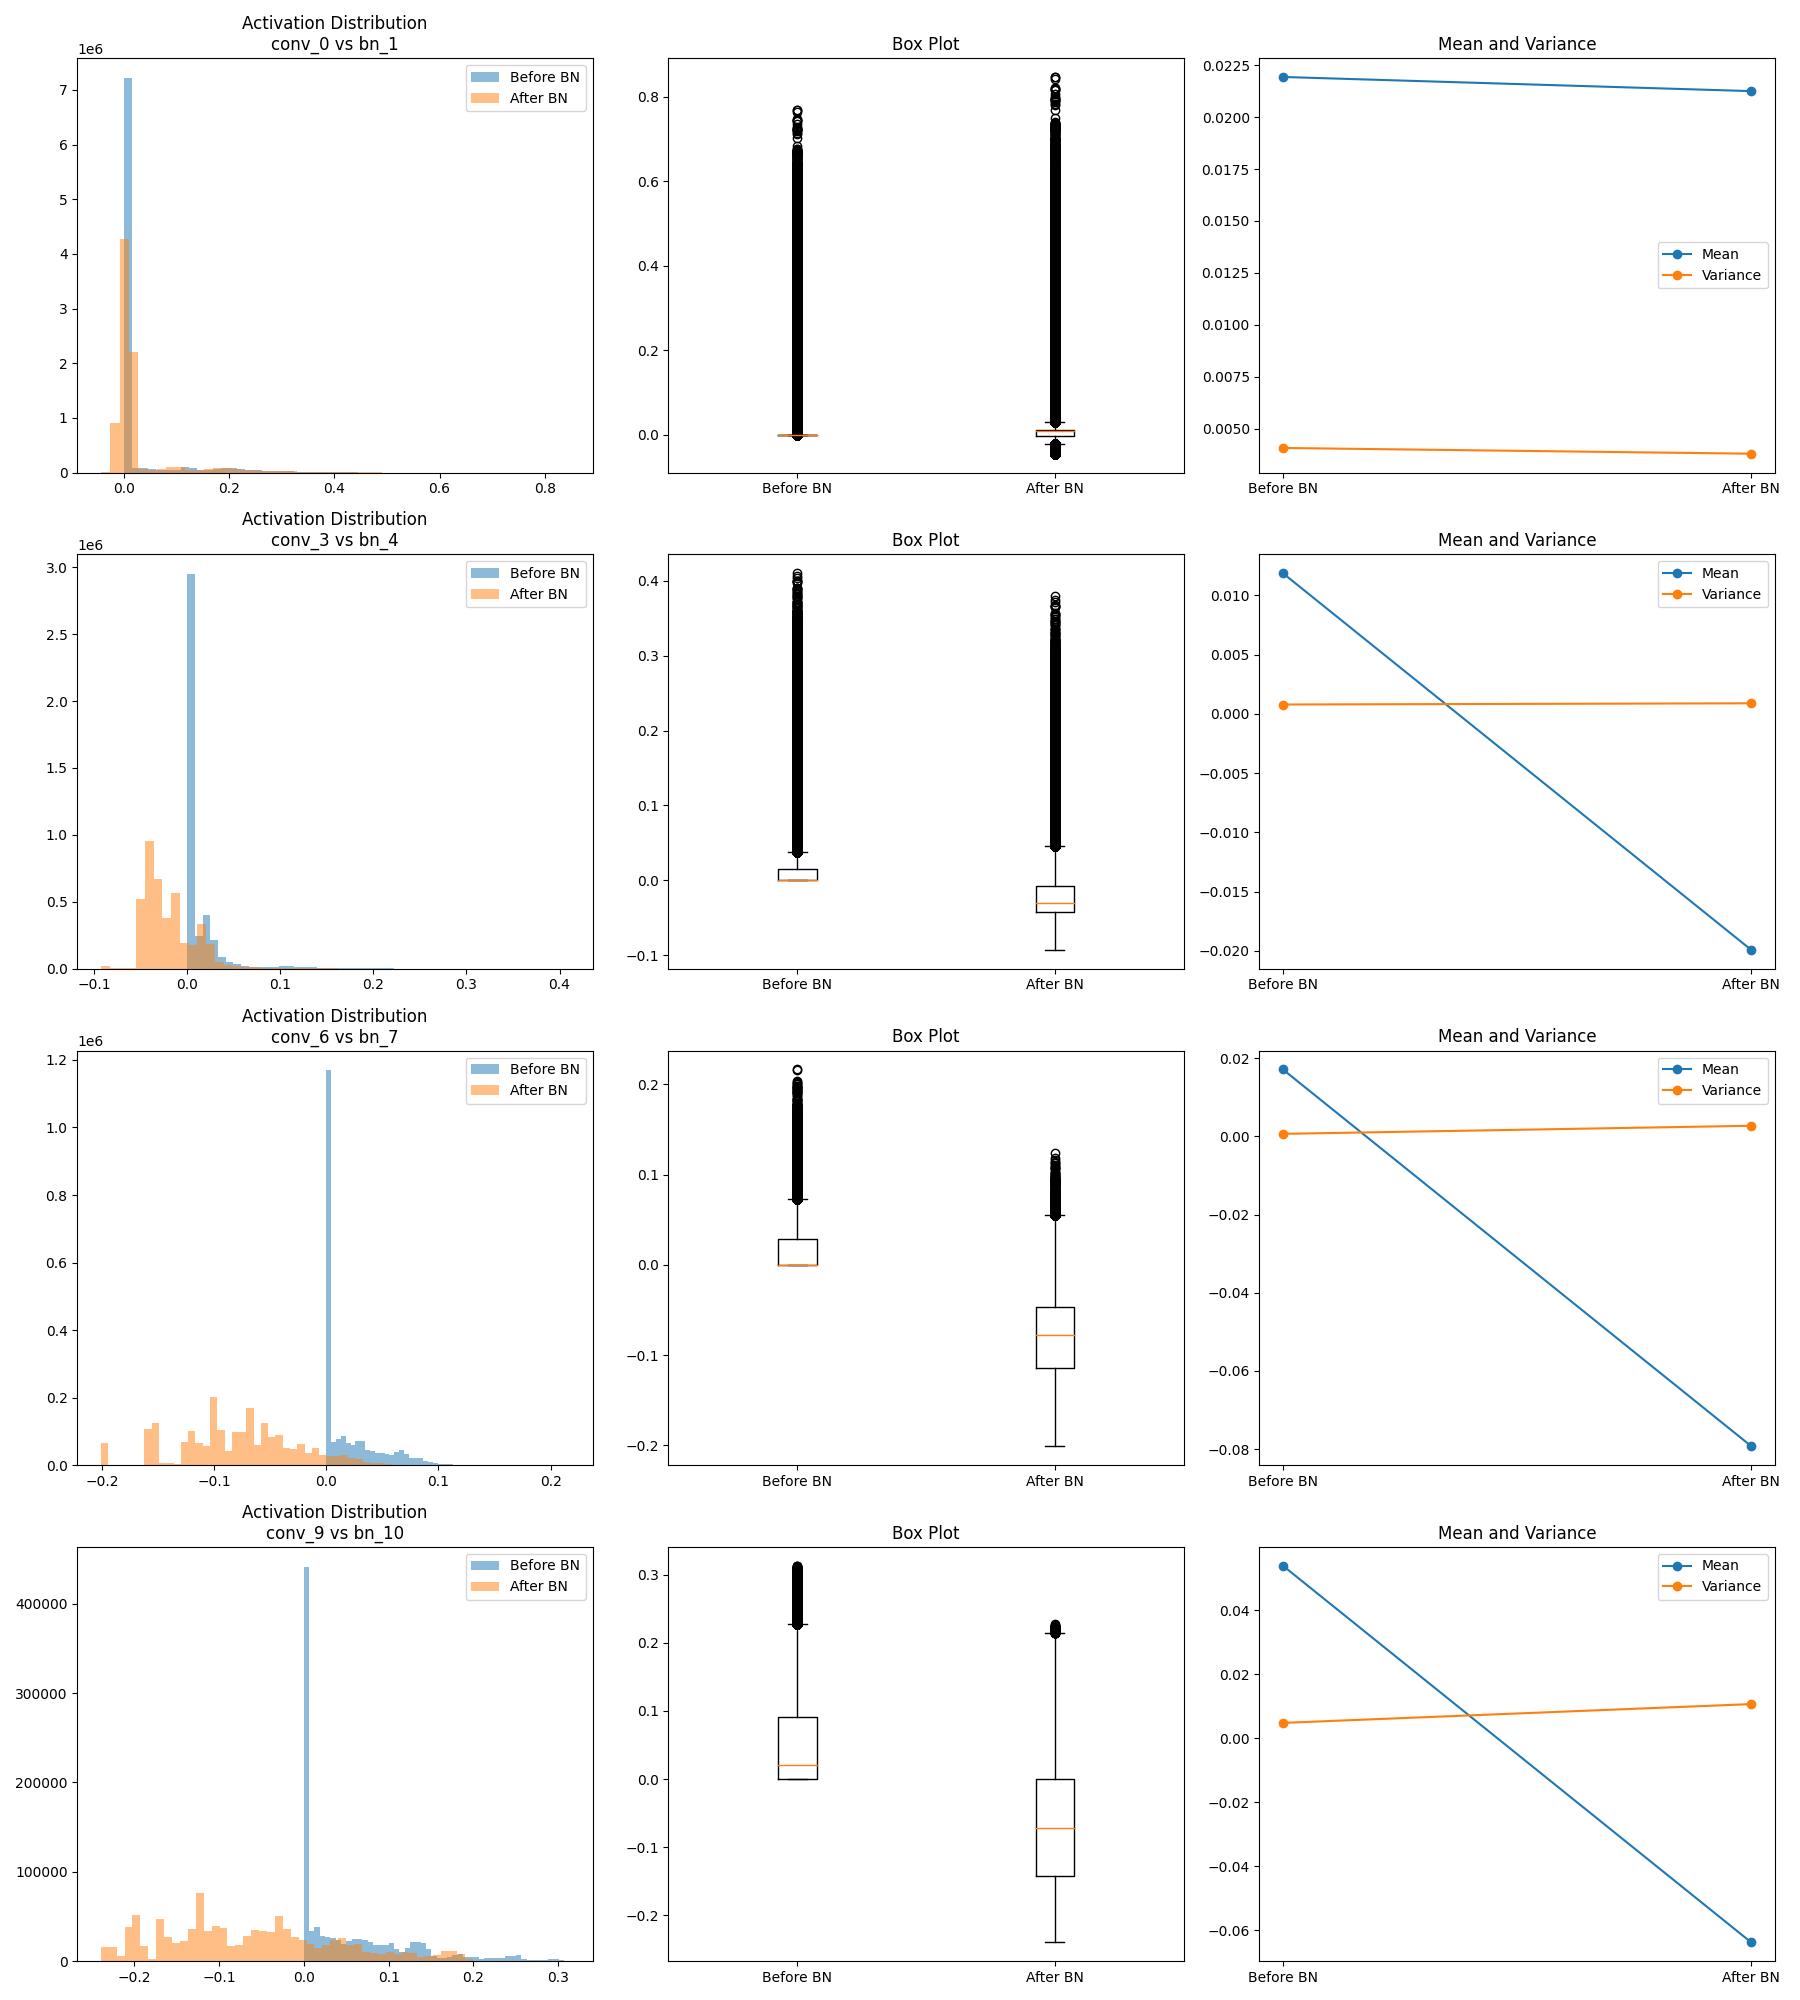 Activation Distribution
conv_0 vs bn_1
1e6
7
6
5
4
3
2
1
0
0.0 0.2 0.4 0.6 0.8
Before BN
After BN
Box Plot
0.8
0.6
0.4
0.2
0.0
Before BN After BN
Mean and Variance
0.0225
0.0200
0.0175
0.0150
0.0125
0.0100
0.0075
0.0050
Before BN After BN
Mean
Variance
Activation Distribution
conv_3 vs bn_4
1e6
3.0
2.5
2.0
1.5
1.0
0.5
0.0
−0.1 0.0 0.1 0.2 0.3 0.4
Before BN
After BN
Box Plot
0.4
0.3
0.2
0.1
0.0
−0.1
Before BN After BN
Mean and Variance
0.010
0.005
0.000
−0.005
−0.010
−0.015
−0.020
Before BN After BN
Mean
Variance
Activation Distribution
conv_6 vs bn_7
1e6
1.2
1.0
0.8
0.6
0.4
0.2
0.0
−0.2 −0.1 0.0 0.1 0.2
Before BN
After BN
Box Plot
0.2
0.1
0.0
−0.1
−0.2
Before BN After BN
Mean and Variance
0.02
0.00
−0.02
−0.04
−0.06
−0.08
Before BN After BN
Mean
Variance
Activation Distribution
conv_9 vs bn_10
400000
300000
200000
100000
0
−0.2 −0.1 0.0 0.1 0.2 0.3
Before BN
After BN
Box Plot
0.3
0.2
0.1
0.0
−0.1
−0.2
Before BN After BN
Mean and Variance
0.04
0.02
0.00
−0.02
−0.04
−0.06
Before BN After BN
Mean
Variance